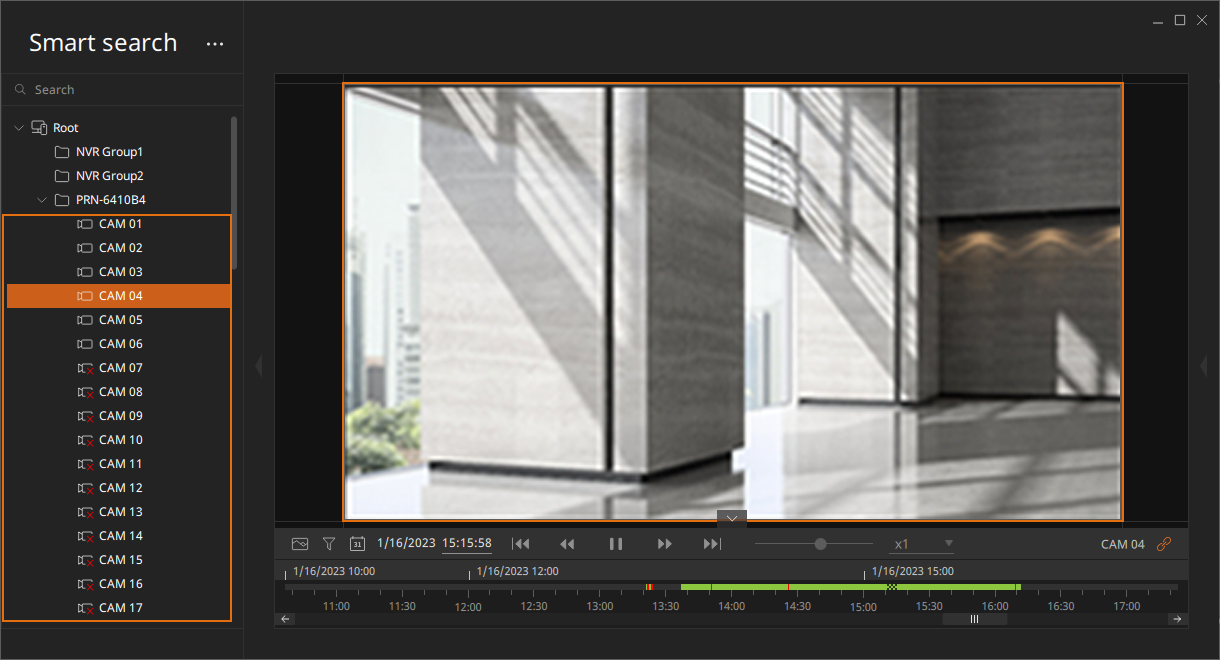 Smart search
Search
Root
NVR Group1
NVR Group2
PRN-6410B4
CAM 01
CAM 02
CAM 03
CAM 04
CAM 05
CAM 06
CAM 07
CAM 08
CAM 09
CAM 10
CAM 11
CAM 12
CAM 13
CAM 14
CAM 15
CAM 16
CAM 17
31 1/16/2023 15:15:58 x1 CAM 04
1/16/2023 10:00 1/16/2023 12:00 1/16/2023 15:00
11:00 11:30 12:00 12:30 13:00 13:30 14:00 14:30 15:00 15:30 16:00 16:30 17:00